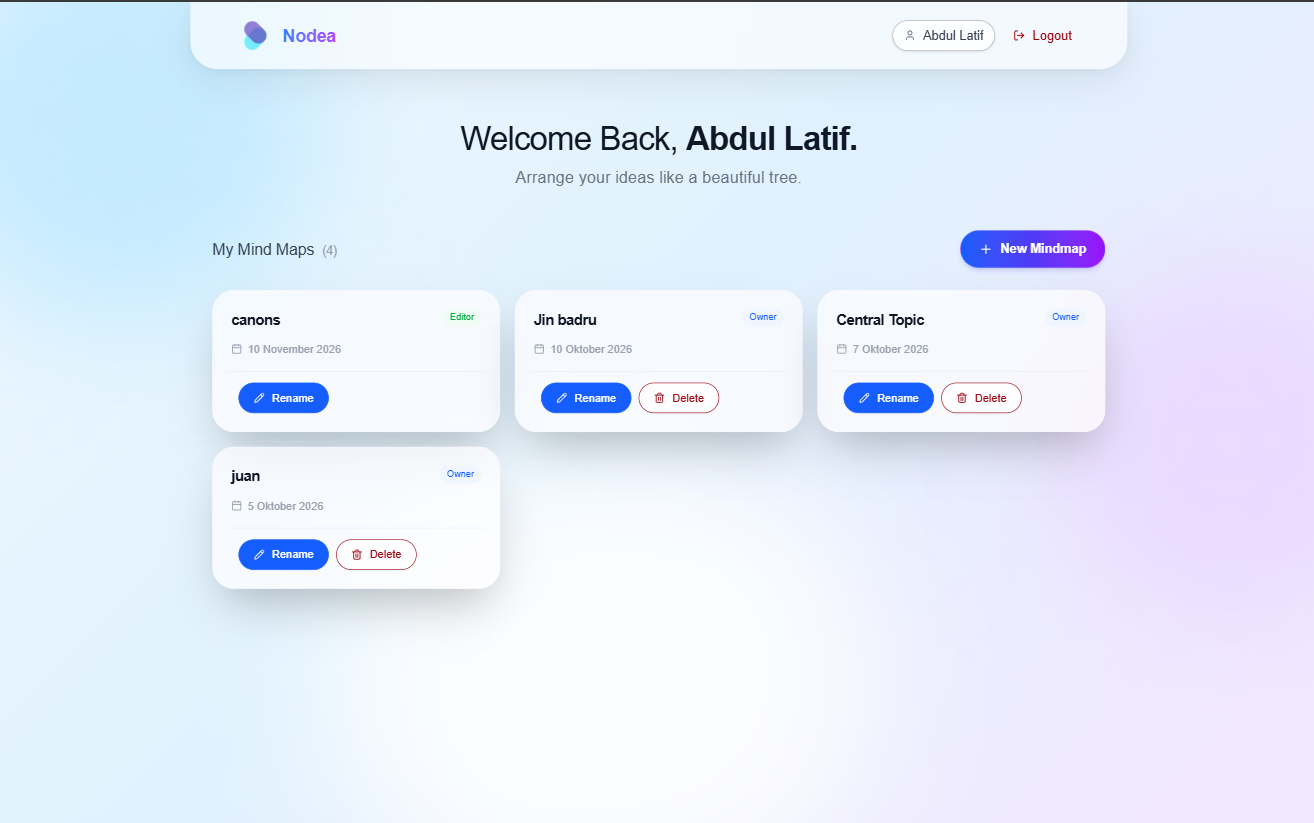 Nodea
Abdul Latif
Logout
Welcome Back, Abdul Latif.
Arrange your ideas like a beautiful tree.
My Mind Maps (4)
+ New Mindmap
canons
Editor
10 November 2026
Rename
Jin badru
Owner
10 Oktober 2026
Rename
Delete
Central Topic
Owner
7 Oktober 2026
Rename
Delete
juan
Owner
5 Oktober 2026
Rename
Delete